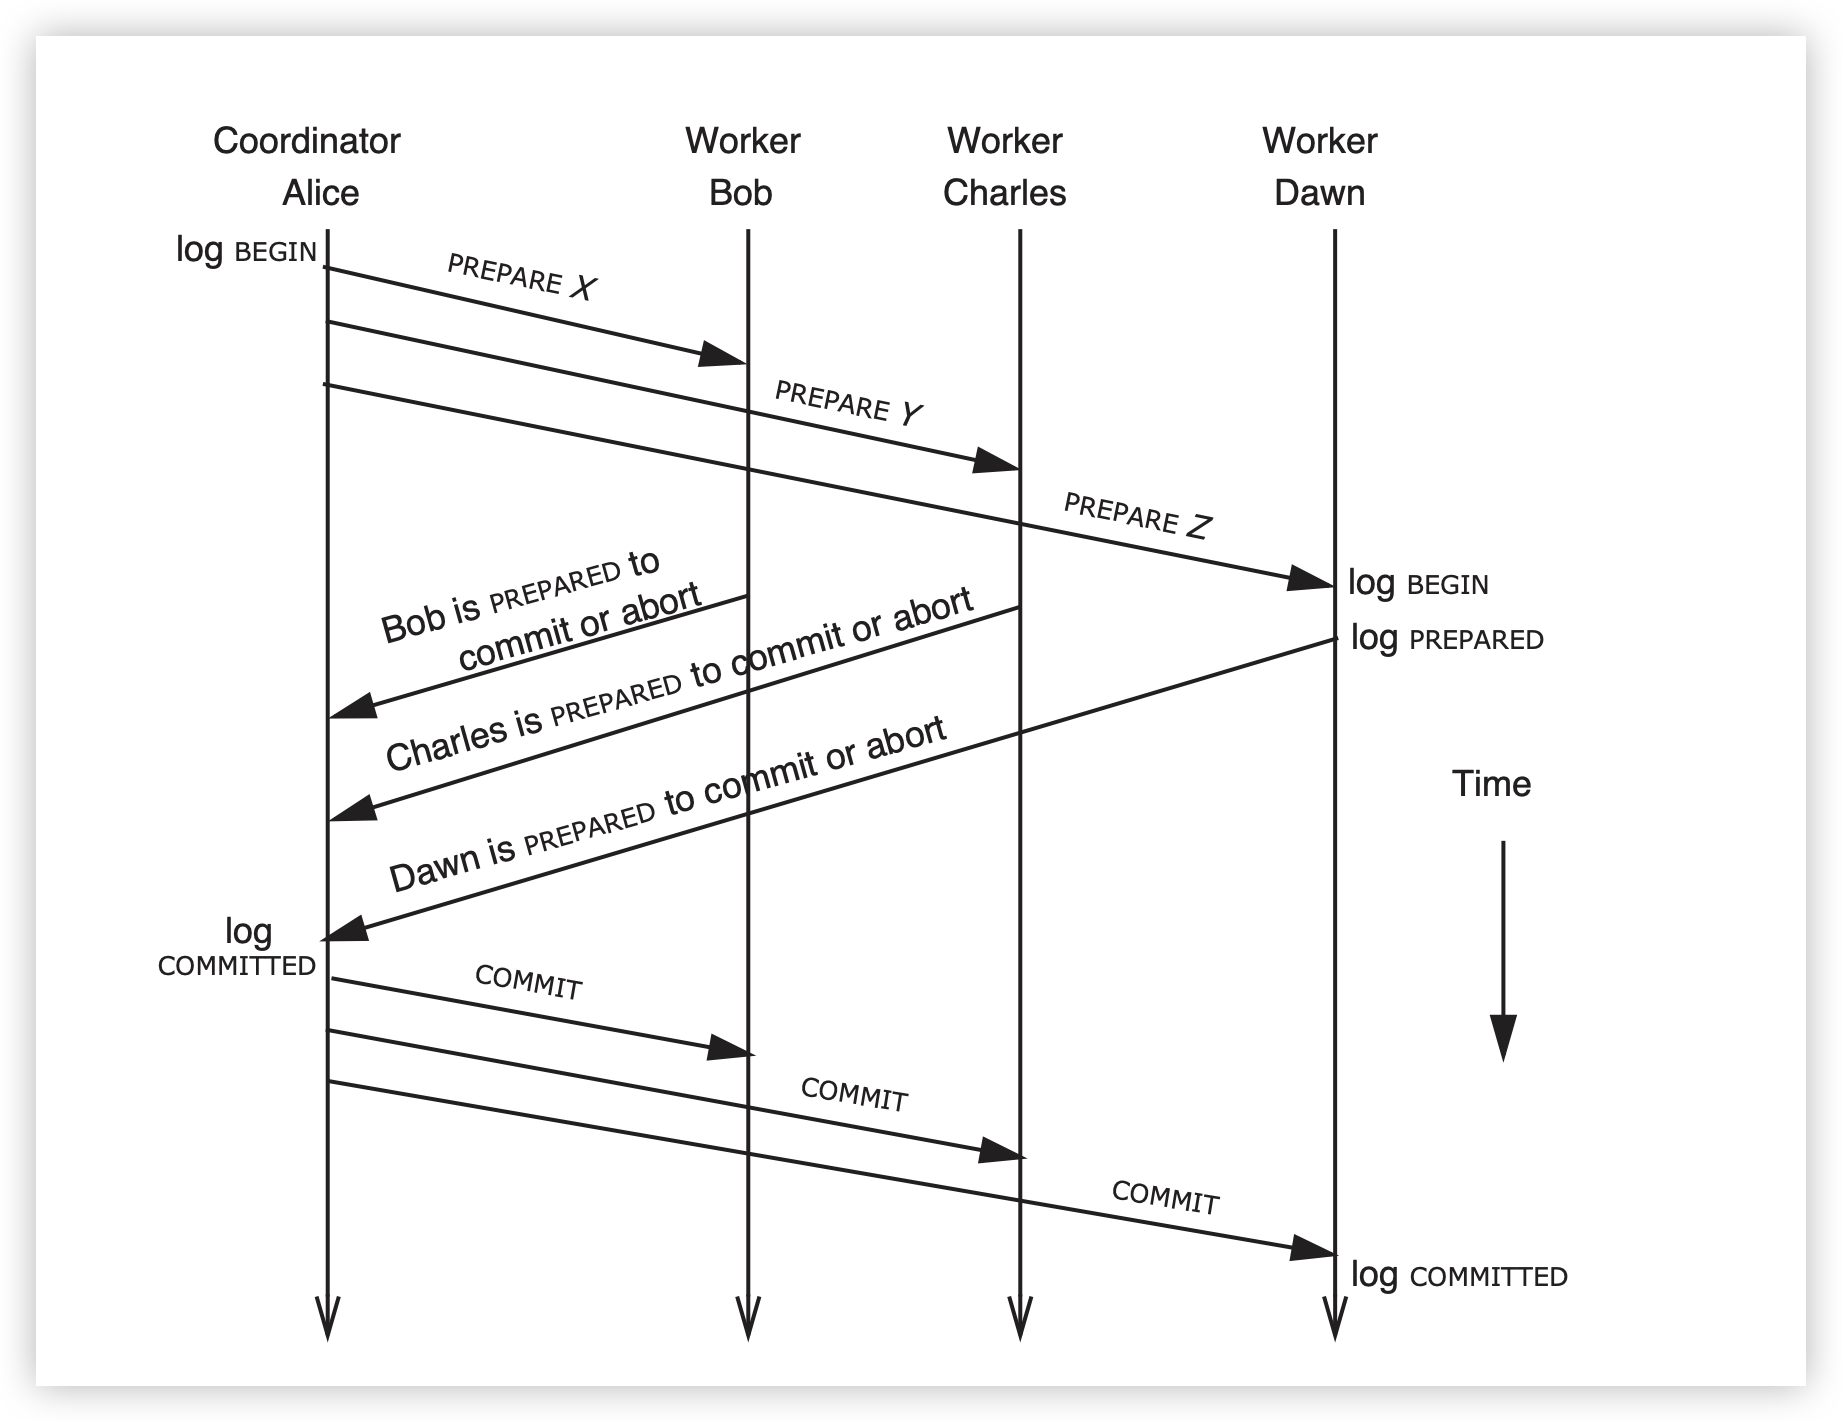 Coordinator
Alice
Worker
Bob
Worker
Charles
Worker
Dawn
log BEGIN
PREPARE X
PREPARE Y
PREPARE Z
log BEGIN
Bob is PREPARED to
commit or abort
log PREPARED
Charles is PREPARED to commit or abort
Dawn is PREPARED to commit or abort
Time
log
COMMITTED
COMMIT
COMMIT
COMMIT
log COMMITTED